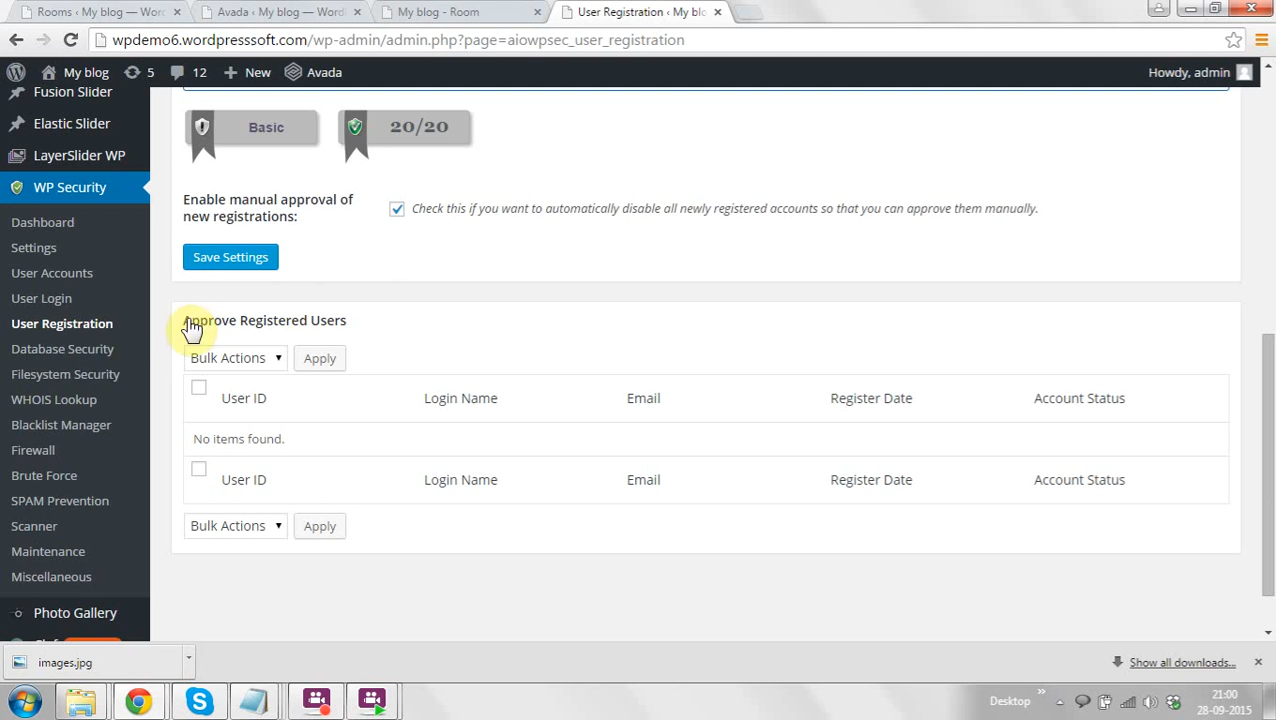 Rooms ‹ My blog — Word
Avada ‹ My blog — Word
My blog - Room
User Registration ‹ My blo
wpdemo6.wordpresssoft.com/wp-admin/admin.php?page=aiowpsec_user_registration
My blog
5
12
New
Avada
Howdy, admin
Fusion Slider
Elastic Slider
LayerSlider WP
WP Security
Dashboard
Settings
User Accounts
User Login
User Registration
Database Security
Filesystem Security
WHOIS Lookup
Blacklist Manager
Firewall
Brute Force
SPAM Prevention
Scanner
Maintenance
Miscellaneous
Photo Gallery
Basic
20/20
Enable manual approval of
new registrations:
Check this if you want to automatically disable all newly registered accounts so that you can approve them manually.
Save Settings
Approve Registered Users
Bulk Actions
Apply
User ID Login Name Email Register Date Account Status
No items found.
User ID Login Name Email Register Date Account Status
Bulk Actions
Apply
images.jpg
Show all downloads...
Desktop
21:00
28-09-2015